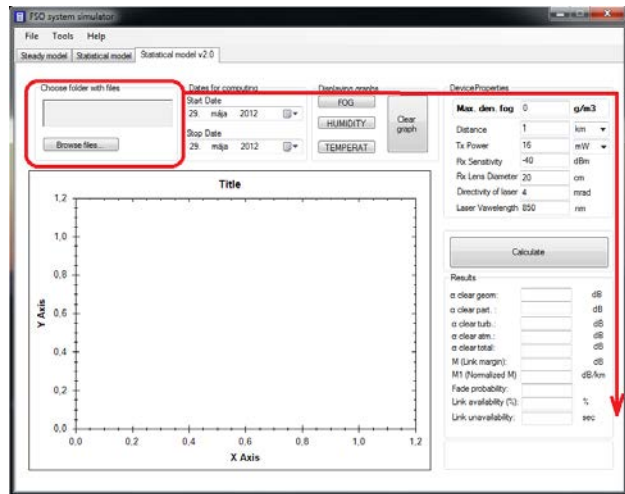 FSO system simulator
File Tools Help
Steady model Statistical model Statistical model v2.0
Choose folder with files
Browse files...
Dates for computing
Start Date
29. mája 2012
Stop Date
29. mája 2012
Displaying graphs
FOG
HUMIDITY
TEMPERAT
Clear
graph
DeviceProperties
Max. den. fog 0 g/m3
Distance 1 km
Tx Power 16 mW
Rx Sensitivity -40 dBm
Rx Lens Diameter 20 cm
Directivity of laser 4 mrad
Laser Vawelength 850 nm
Calculate
Results
α clear geom: dB
α clear part. : dB
α clear turb.: dB
α clear atm.: dB
α clear total: dB
M (Link margin): dB
M1 (Normalized M) dB/km
Fade probability:
Link availability (%): %
Link unavailability: sec
Title
Y Axis
1,2
1,0
0,8
0,6
0,4
0,2
0,0
0,0 0,2 0,4 0,6 0,8 1,0 1,2
X Axis